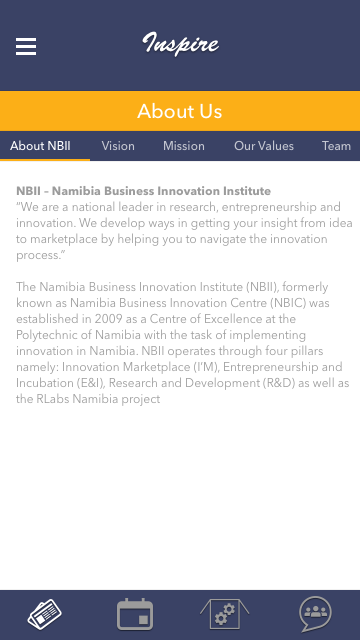 Inspire
About Us
About NBII Vision Mission Our Values Team
NBII – Namibia Business Innovation Institute
“We are a national leader in research, entrepreneurship and
innovation. We develop ways in getting your insight from idea
to marketplace by helping you to navigate the innovation
process.”
The Namibia Business Innovation Institute (NBII), formerly
known as Namibia Business Innovation Centre (NBIC) was
established in 2009 as a Centre of Excellence at the
Polytechnic of Namibia with the task of implementing
innovation in Namibia. NBII operates through four pillars
namely: Innovation Marketplace (I’M), Entrepreneurship and
Incubation (E&I), Research and Development (R&D) as well as
the RLabs Namibia project